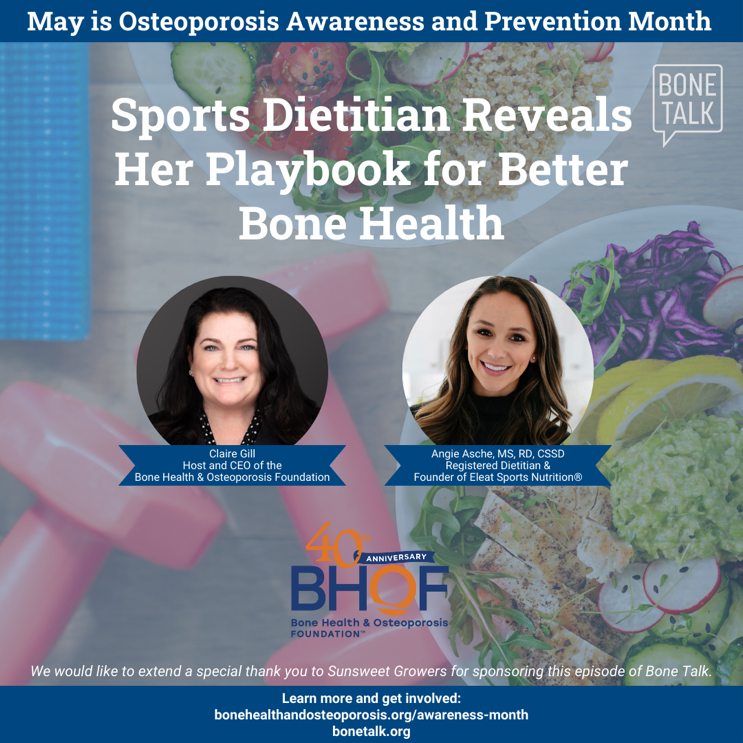 May is Osteoporosis Awareness and Prevention Month
BONE
TALK
Sports Dietitian Reveals
Her Playbook for Better
Bone Health
Claire Gill
Host and CEO of the
Bone Health & Osteoporosis Foundation
Angie Asche, MS, RD, CSSD
Registered Dietitian &
Founder of Eleat Sports Nutrition®
40th
ANNIVERSARY
BHOF
Bone Health & Osteoporosis
FOUNDATION™
We would like to extend a special thank you to Sunsweet Growers for sponsoring this episode of Bone Talk.
Learn more and get involved:
bonehealthandosteoporosis.org/awareness-month
bonetalk.org